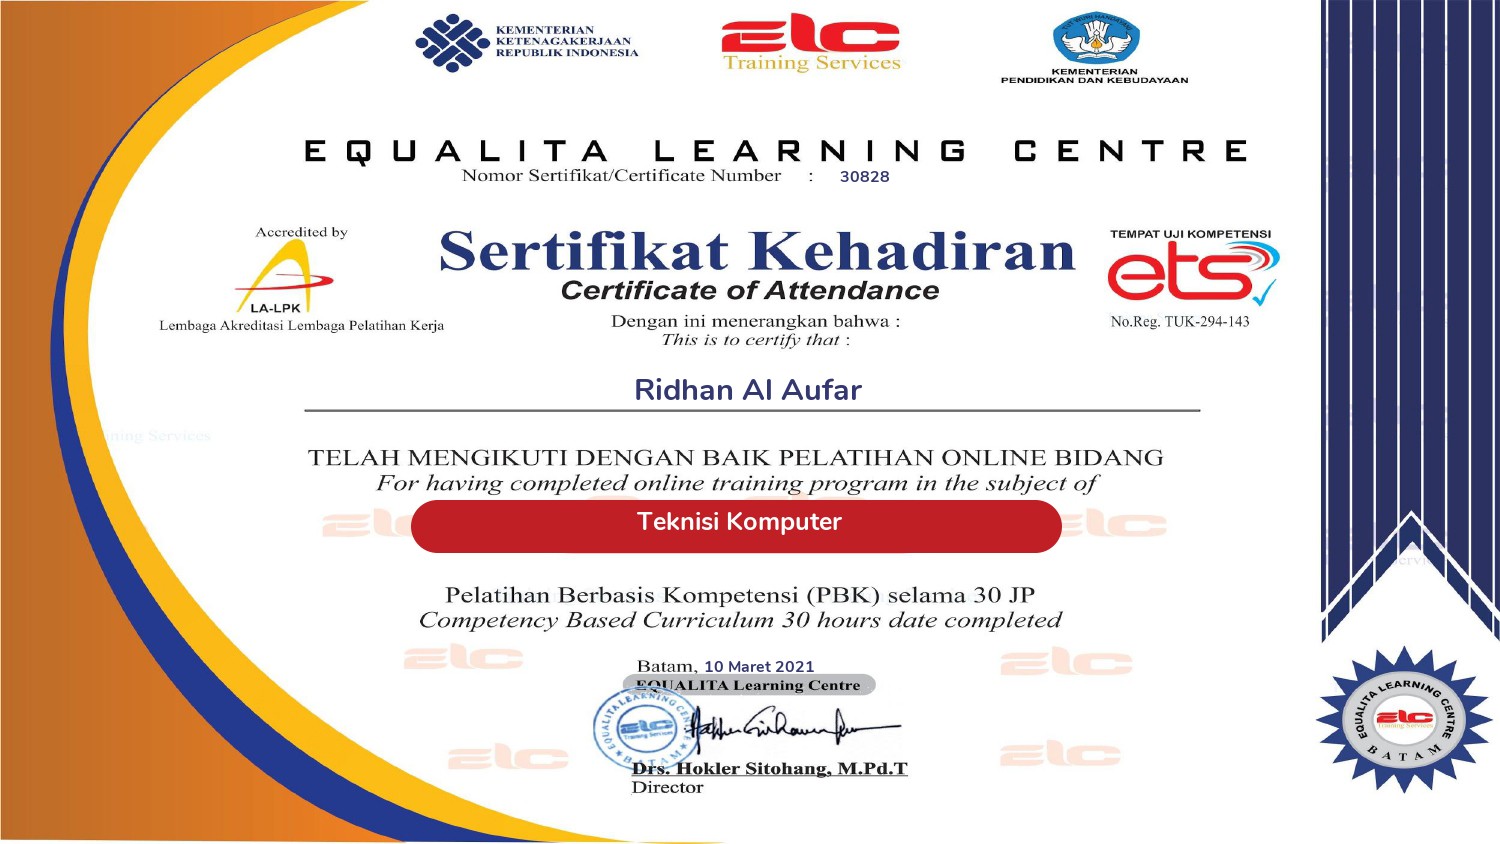 KEMENTERIAN
KETENAGAKERJAAN
REPUBLIK INDONESIA
ELC
Training Services
TUT WURI HANDAYANI
KEMENTERIAN
PENDIDIKAN DAN KEBUDAYAAN
EQUALITA LEARNING CENTRE
Nomor Sertifikat/Certificate Number : 30828
Accredited by
LA-LPK
Lembaga Akreditasi Lembaga Pelatihan Kerja
Sertifikat Kehadiran
Certificate of Attendance
Dengan ini menerangkan bahwa :
This is to certify that :
TEMPAT UJI KOMPETENSI
ets
No.Reg. TUK-294-143
Ridhan Al Aufar
TELAH MENGIKUTI DENGAN BAIK PELATIHAN ONLINE BIDANG
For having completed online training program in the subject of
Teknisi Komputer
Pelatihan Berbasis Kompetensi (PBK) selama 30 JP
Competency Based Curriculum 30 hours date completed
Batam, 10 Maret 2021
EQUALITA Learning Centre
EQUALITA LEARNING CENTRE
ELC
Training Services
BATAM
Drs. Hokler Sitohang, M.Pd.T
Director
EQUALITA LEARNING CENTRE
ELC
Training Services
BATAM